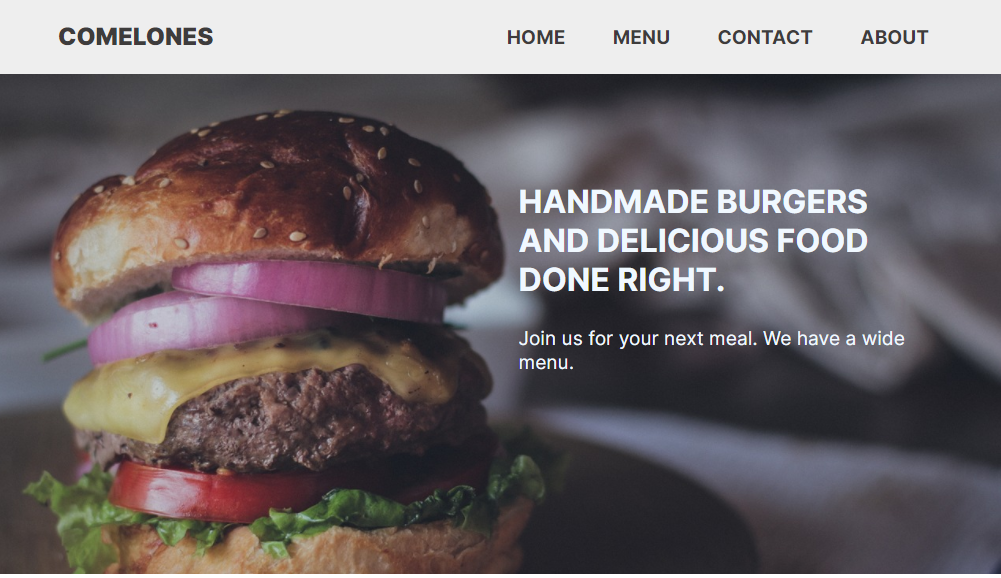 COMELONES
HOME MENU CONTACT ABOUT
HANDMADE BURGERS
AND DELICIOUS FOOD
DONE RIGHT.
Join us for your next meal. We have a wide
menu.